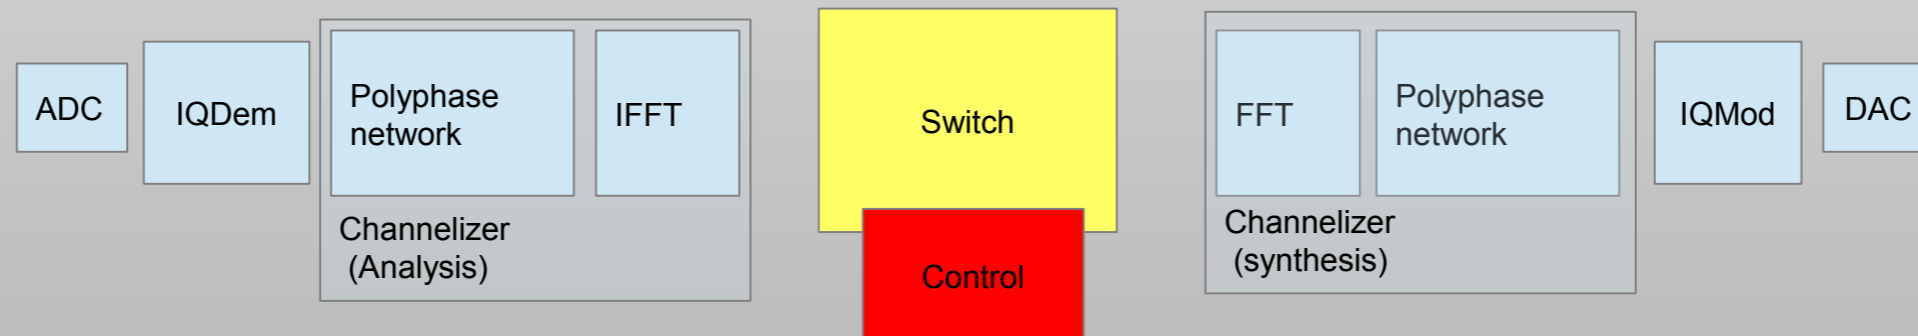 ADC
IQDem
Polyphase
network
IFFT
Channelizer
(Analysis)
Switch
Control
FFT
Polyphase
network
Channelizer
(synthesis)
IQMod
DAC